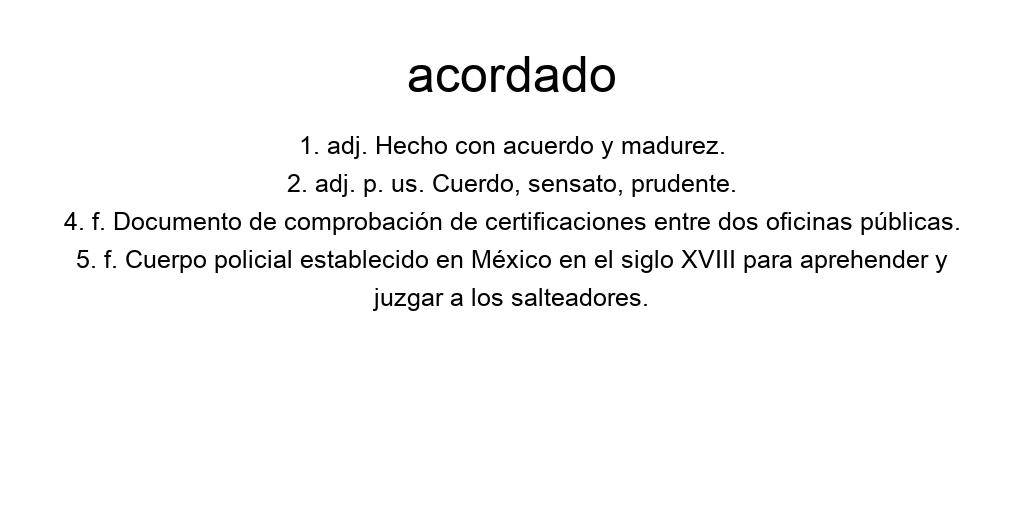 acordado
1. adj. Hecho con acuerdo y madurez.
2. adj. p. us. Cuerdo, sensato, prudente.
4. f. Documento de comprobación de certificaciones entre dos oficinas públicas.
5. f. Cuerpo policial establecido en México en el siglo XVIII para aprehender y
juzgar a los salteadores.